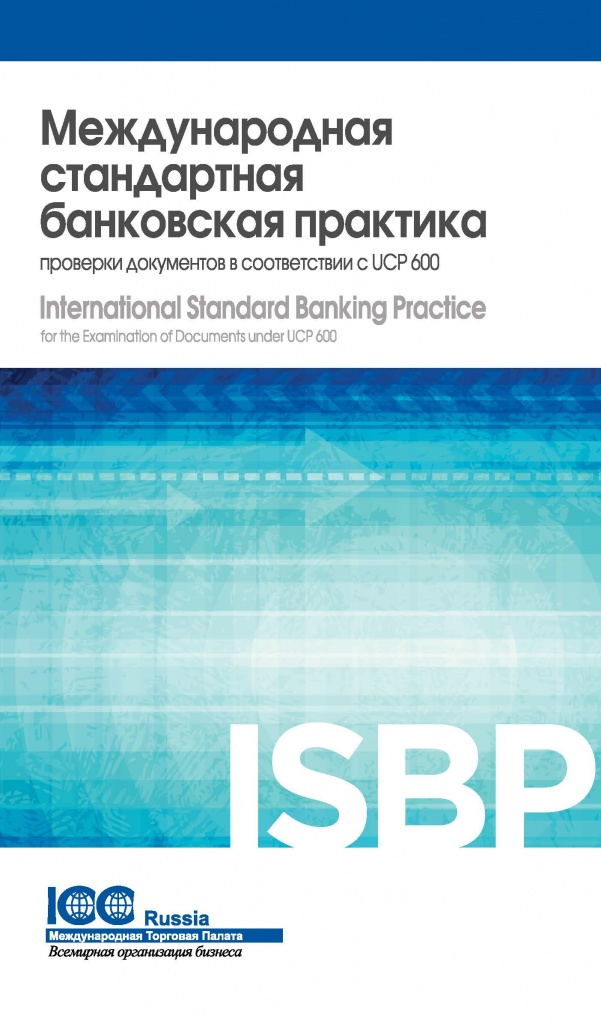 Международная
стандартная
банковская практика
проверки документов в соответствии с UCP 600
International Standard Banking Practice
for the Examination of Documents under UCP 600
ISBP
ICC Russia
Международная Торговая Палата
Всемирная организация бизнеса